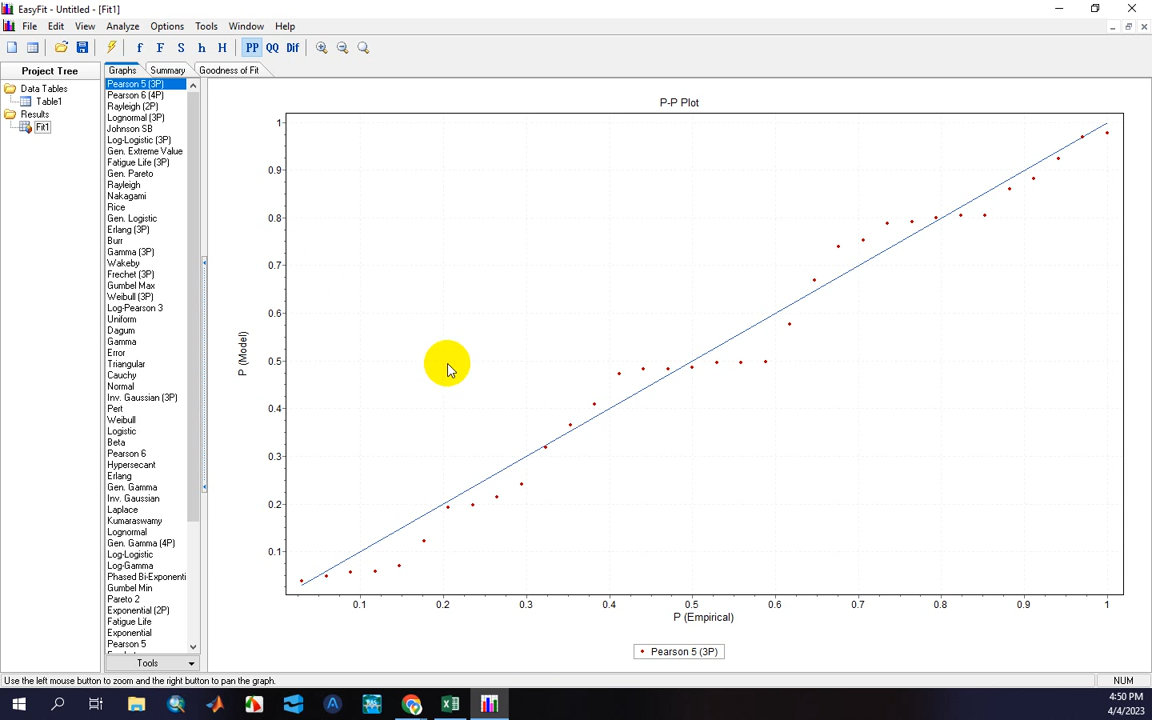 EasyFit - Untitled - [Fit1]
File Edit View Analyze Options Tools Window Help
f F S h H PP QQ Dif
Project Tree
Data Tables
Table1
Results
Fit1
Graphs Summary Goodness of Fit
Pearson 5 (3P)
Pearson 6 (4P)
Rayleigh (2P)
Lognormal (3P)
Johnson SB
Log-Logistic (3P)
Gen. Extreme Value
Fatigue Life (3P)
Gen. Pareto
Rayleigh
Nakagami
Rice
Gen. Logistic
Erlang (3P)
Burr
Gamma (3P)
Wakeby
Frechet (3P)
Gumbel Max
Weibull (3P)
Log-Pearson 3
Uniform
Dagum
Gamma
Error
Triangular
Cauchy
Normal
Inv. Gaussian (3P)
Pert
Weibull
Logistic
Beta
Pearson 6
Hypersecant
Erlang
Gen. Gamma
Inv. Gaussian
Laplace
Kumaraswamy
Lognormal
Gen. Gamma (4P)
Log-Logistic
Log-Gamma
Phased Bi-Exponenti
Gumbel Min
Pareto 2
Exponential (2P)
Fatigue Life
Exponential
Pearson 5
Tools
P-P Plot
1
0.9
0.8
0.7
0.6
0.5
0.4
0.3
0.2
0.1
P (Model)
0.1 0.2 0.3 0.4 0.5 0.6 0.7 0.8 0.9 1
P (Empirical)
Pearson 5 (3P)
Use the left mouse button to zoom and the right button to pan the graph.
NUM
4:50 PM
4/4/2023